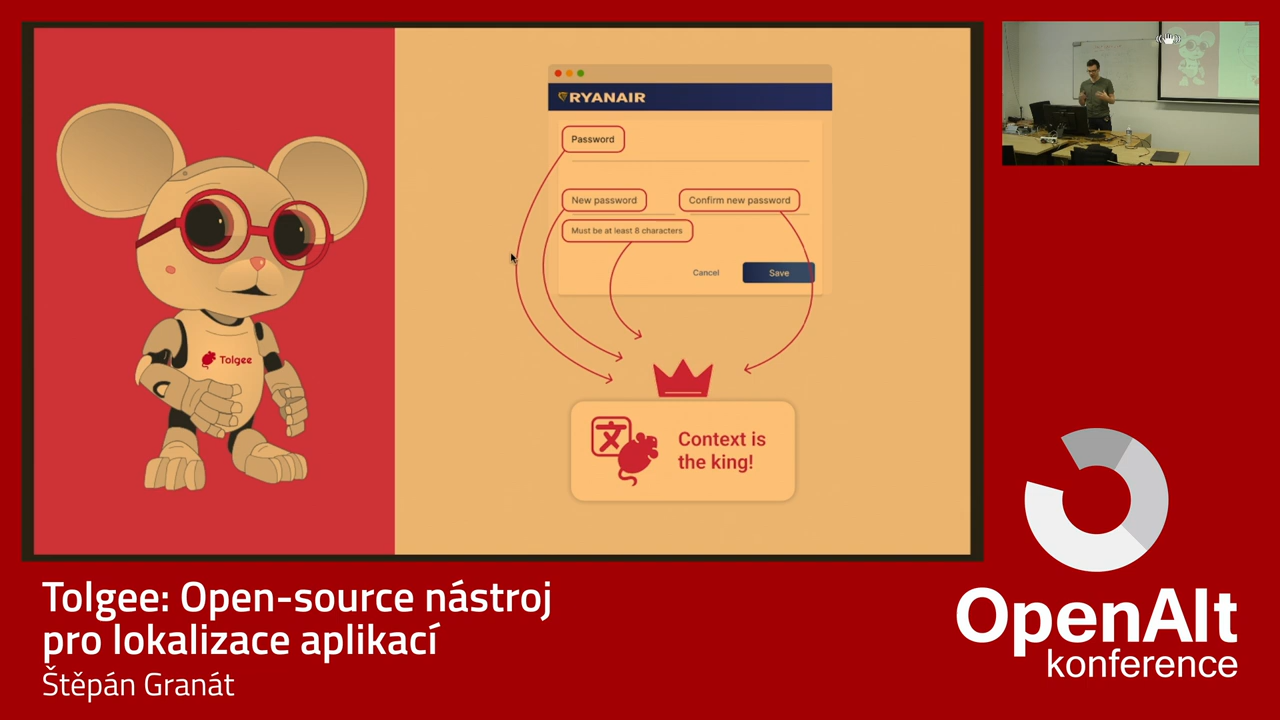 RYANAIR
Password
New password
Confirm new password
Must be at least 8 characters
Cancel
Save
Tolgee
文
Context is
the king!
Tolgee: Open-source nástroj
pro lokalizace aplikací
Štěpán Granát
OpenAlt
konference